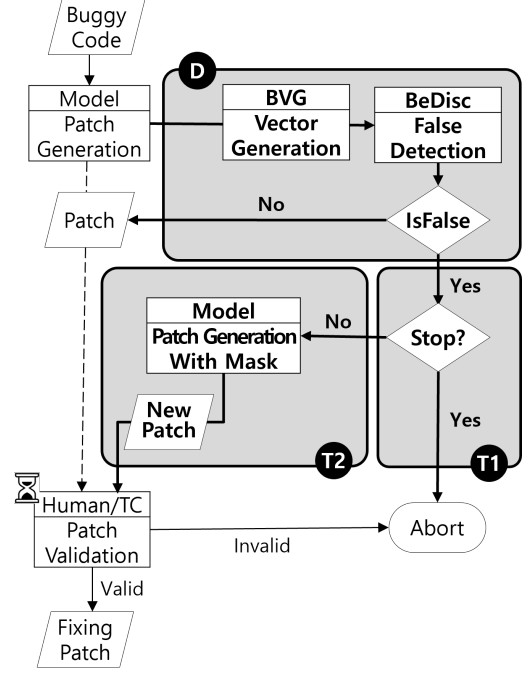 Buggy
Code
D
Model
Patch
Generation
BVG
Vector
Generation
BeDisc
False
Detection
No
Patch
IsFalse
Yes
Model
Patch Generation
With Mask
No
Stop?
New
Patch
Yes
T2
T1
Human/TC
Patch
Validation
Invalid
Abort
Valid
Fixing
Patch